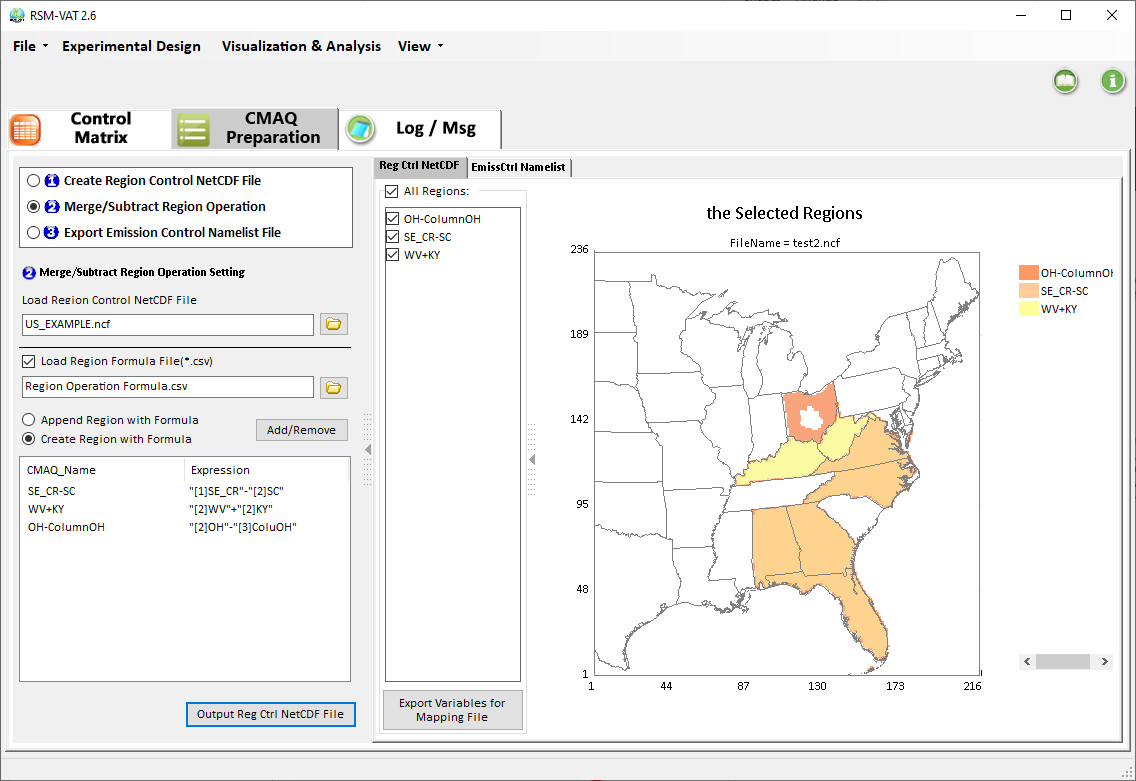 RSM-VAT 2.6
File Experimental Design Visualization & Analysis View
Control
Matrix
CMAQ
Preparation
Log / Msg
1 Create Region Control NetCDF File
2 Merge/Subtract Region Operation
3 Export Emission Control Namelist File
2 Merge/Subtract Region Operation Setting
Load Region Control NetCDF File
US_EXAMPLE.ncf
Load Region Formula File(*.csv)
Region Operation Formula.csv
Append Region with Formula
Create Region with Formula
Add/Remove
CMAQ_Name Expression
SE_CR-SC "[1]SE_CR"-"[2]SC"
WV+KY "[2]WV"+"[2]KY"
OH-ColumnOH "[2]OH"-"[3]ColuOH"
Output Reg Ctrl NetCDF File
Reg Ctrl NetCDF EmissCtrl Namelist
All Regions:
OH-ColumnOH
SE_CR-SC
WV+KY
Export Variables for
Mapping File
the Selected Regions
FileName = test2.ncf
236
189
142
95
48
1
1 44 87 130 173 216
OH-ColumnOH
SE_CR-SC
WV+KY